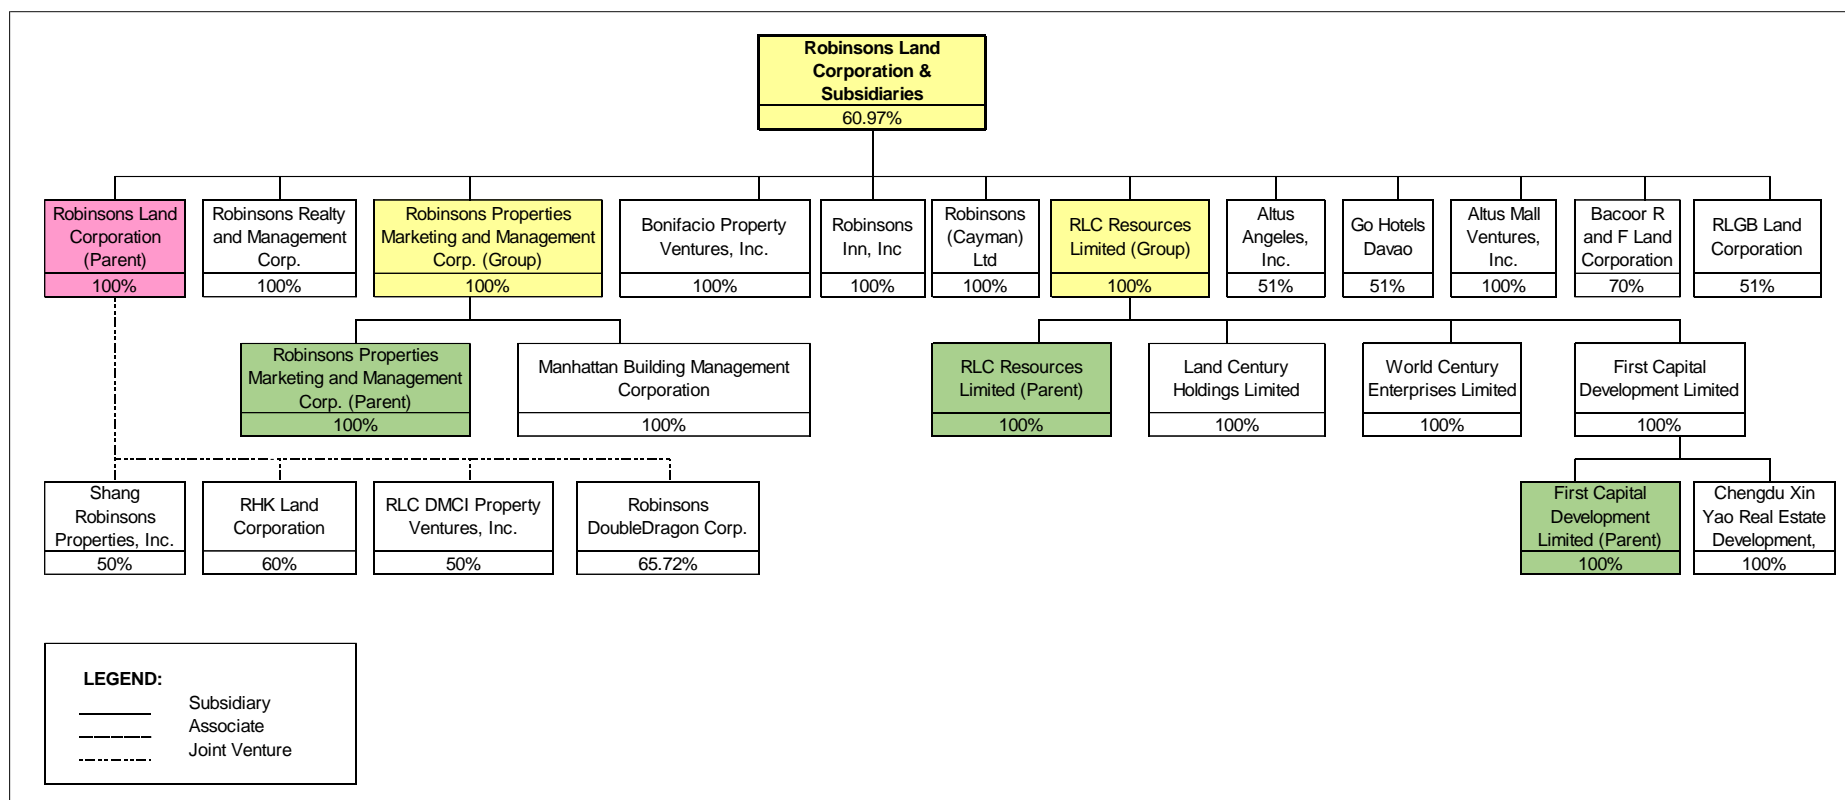 Robinsons Land
Corporation &
Subsidiaries
60.97%
Robinsons Land
Corporation
(Parent)
100%
Robinsons Realty
and Management
Corp.
100%
Robinsons Properties
Marketing and Management
Corp. (Group)
100%
Bonifacio Property
Ventures, Inc.
100%
Robinsons
Inn, Inc
100%
Robinsons
(Cayman)
Ltd
100%
RLC Resources
Limited (Group)
100%
Altus
Angeles,
Inc.
51%
Go Hotels
Davao
51%
Altus Mall
Ventures,
Inc.
100%
Bacoor R
and F Land
Corporation
70%
RLGB Land
Corporation
51%
Robinsons Properties
Marketing and Management
Corp. (Parent)
100%
Manhattan Building Management
Corporation
100%
RLC Resources
Limited (Parent)
100%
Land Century
Holdings Limited
100%
World Century
Enterprises Limited
100%
First Capital
Development Limited
100%
Shang
Robinsons
Properties, Inc.
50%
RHK Land
Corporation
60%
RLC DMCI Property
Ventures, Inc.
50%
Robinsons
DoubleDragon Corp.
65.72%
First Capital
Development
Limited (Parent)
100%
Chengdu Xin
Yao Real Estate
Development,
100%
LEGEND:
Subsidiary
Associate
Joint Venture